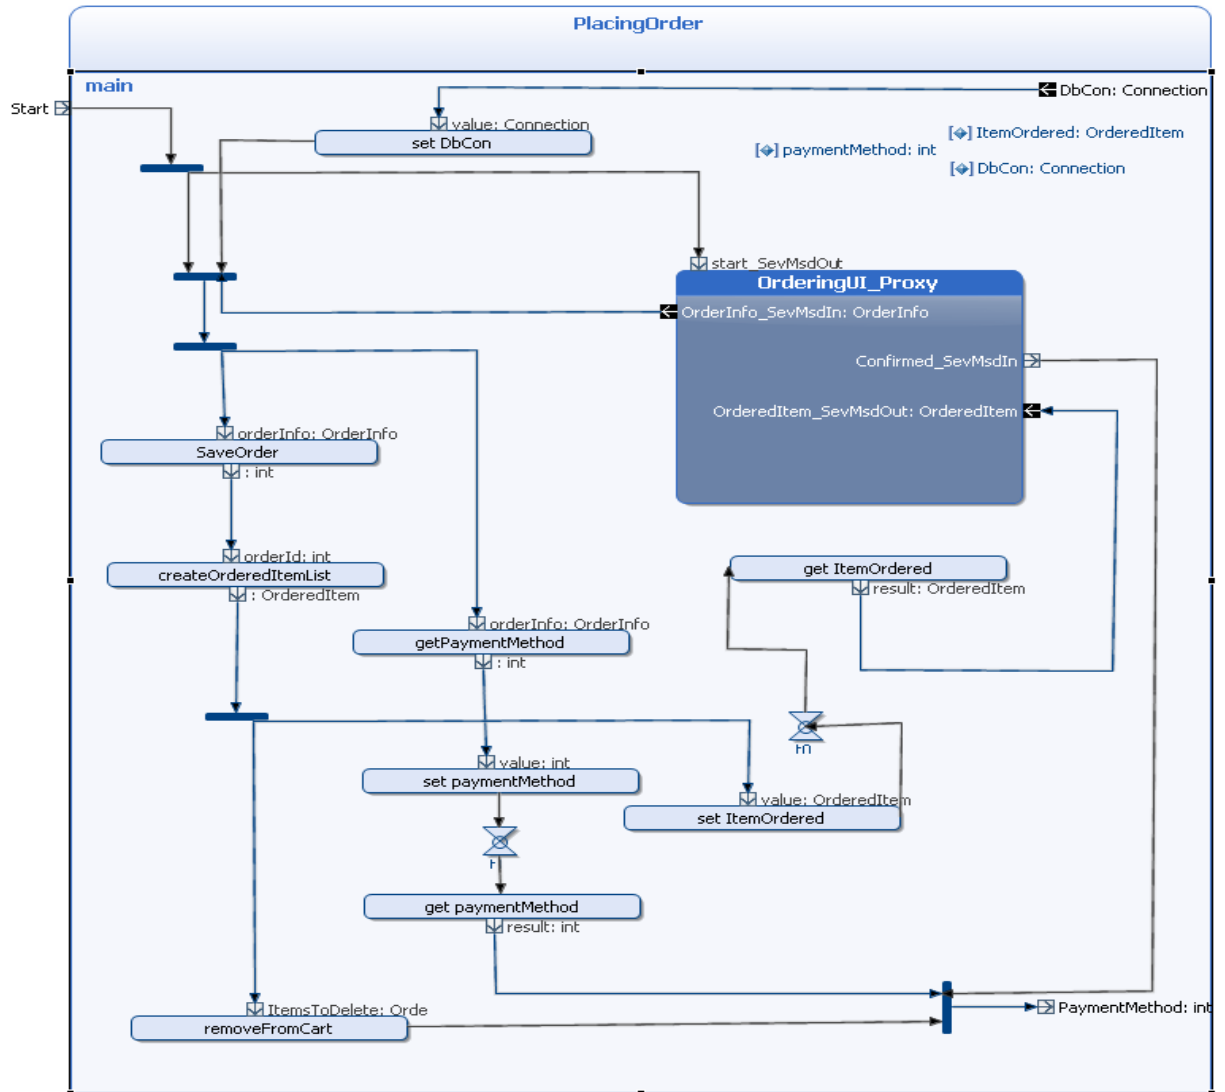 PlacingOrder
main
DbCon: Connection
Start
value: Connection
set DbCon
ItemOrdered: OrderedItem
paymentMethod: int
DbCon: Connection
start_SevMsdOut
OrderingUI_Proxy
OrderInfo_SevMsdIn: OrderInfo
Confirmed_SevMsdIn
OrderedItem_SevMsdOut: OrderedItem
orderInfo: OrderInfo
SaveOrder
: int
orderId: int
createOrderedItemList
: OrderedItem
get ItemOrdered
result: OrderedItem
orderInfo: OrderInfo
getPaymentMethod
: int
value: int
set paymentMethod
value: OrderedItem
set ItemOrdered
get paymentMethod
result: int
ItemsToDelete: Orde
removeFromCart
PaymentMethod: int